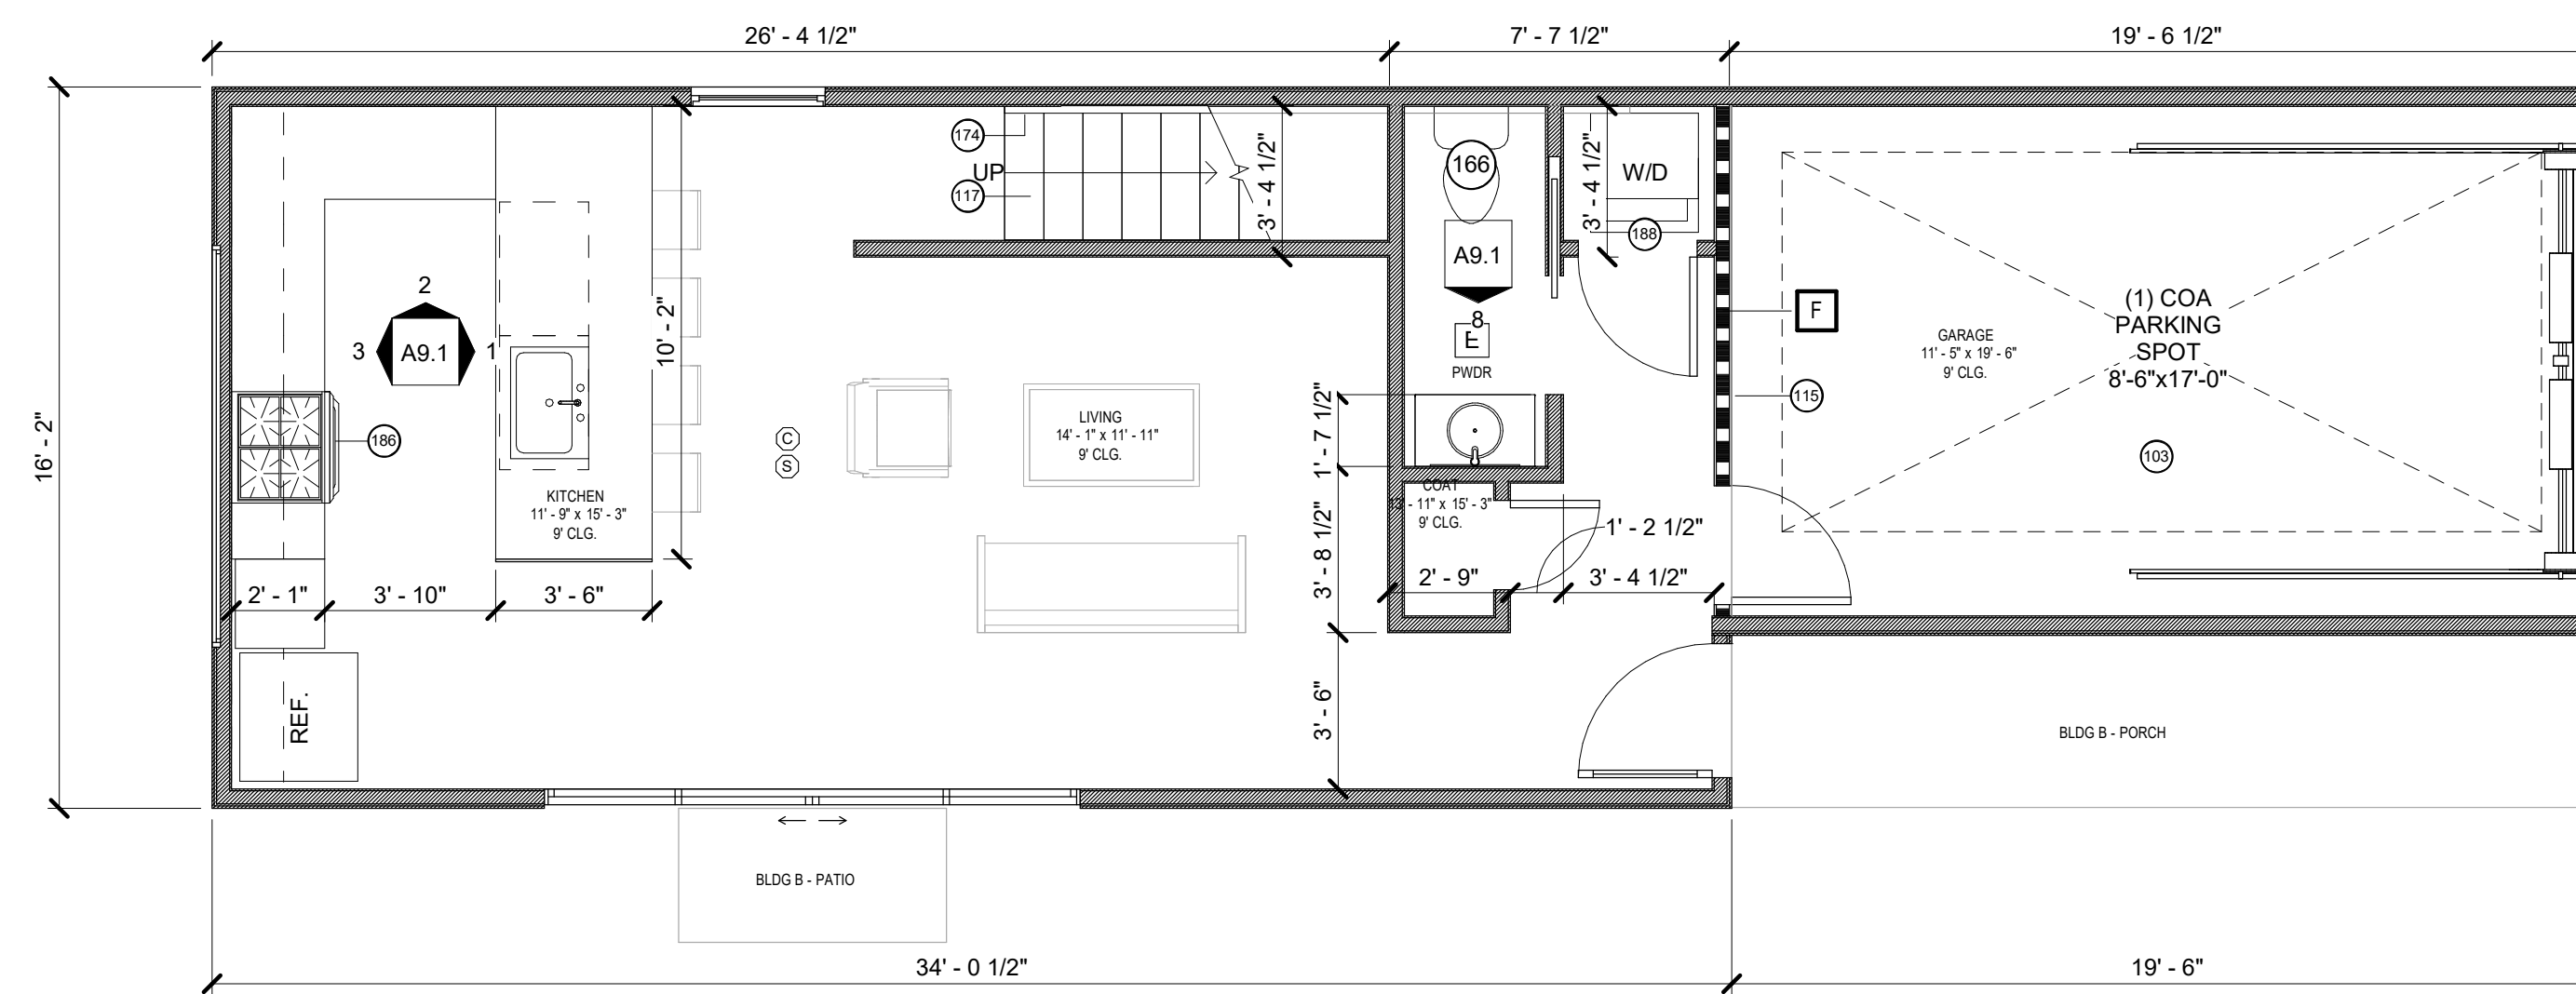 26' - 4 1/2"
7' - 7 1/2"
19' - 6 1/2"
174
UP
117
3' - 4 1/2"
166
3' - 4 1/2"
W/D
188
A9.1
8
E
PWDR
F
(1) COA
PARKING
SPOT
8'-6"x17'-0"
GARAGE
11' - 5" x 19' - 6"
9' CLG.
115
103
2
3
A9.1
1
10' - 2"
16' - 2"
186
C
S
LIVING
14' - 1" x 11' - 11"
9' CLG.
KITCHEN
11' - 9" x 15' - 3"
9' CLG.
1' - 7 1/2"
COAT
13' - 11" x 15' - 3"
9' CLG.
3' - 8 1/2"
1' - 2 1/2"
2' - 1"
3' - 10"
3' - 6"
2' - 9"
3' - 4 1/2"
REF.
3' - 6"
BLDG B - PORCH
BLDG B - PATIO
34' - 0 1/2"
19' - 6"